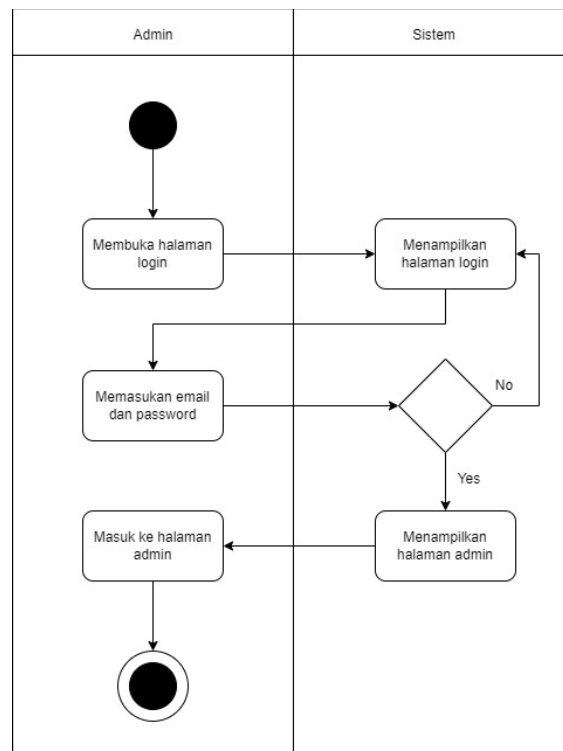 Admin
Sistem
Membuka halaman
login
Menampilkan
halaman login
Memasukan email
dan password
No
Yes
Masuk ke halaman
admin
Menampilkan
halaman admin